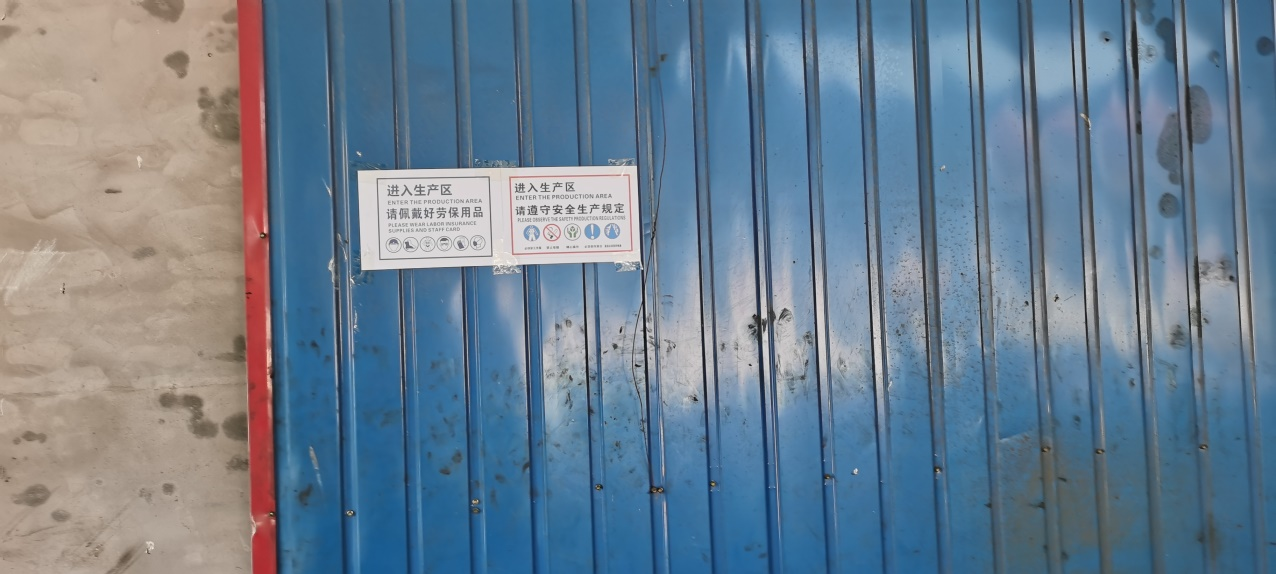 进入生产区
ENTER THE PRODUCTION AREA
请佩戴好劳保用品
PLEASE WEAR LABOR INSURANCE
SUPPLIES AND STAFF CARD
进入生产区
ENTER THE PRODUCTION AREA
请遵守安全生产规定
PLEASE OBSERVE THE SAFETY PRODUCTION REGULATIONS